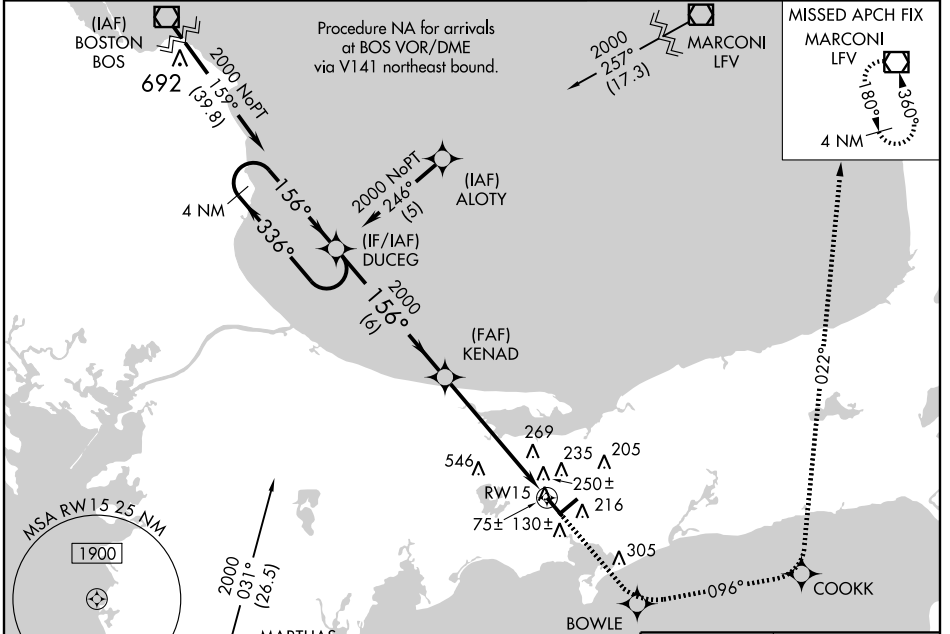 (IAF)
BOSTON
BOS
692
2000 NoPT
159°
(39.8)
Procedure NA for arrivals
at BOS VOR/DME
via V141 northeast bound.
2000
257°
(17.3)
MARCONI
LFV
MISSED APCH FIX
MARCONI
LFV
180°
360°
4 NM
4 NM
156°
336°
2000 NoPT
246°
(5)
(IAF)
ALOTY
(IF/IAF)
DUCEG
2000
156°
(6)
(FAF)
KENAD
022°
269
546
235
205
250±
RW15
216
75±
130±
305
MSA RW15 25 NM
1900
2000
031°
(26.5)
096°
COOKK
BOWLE